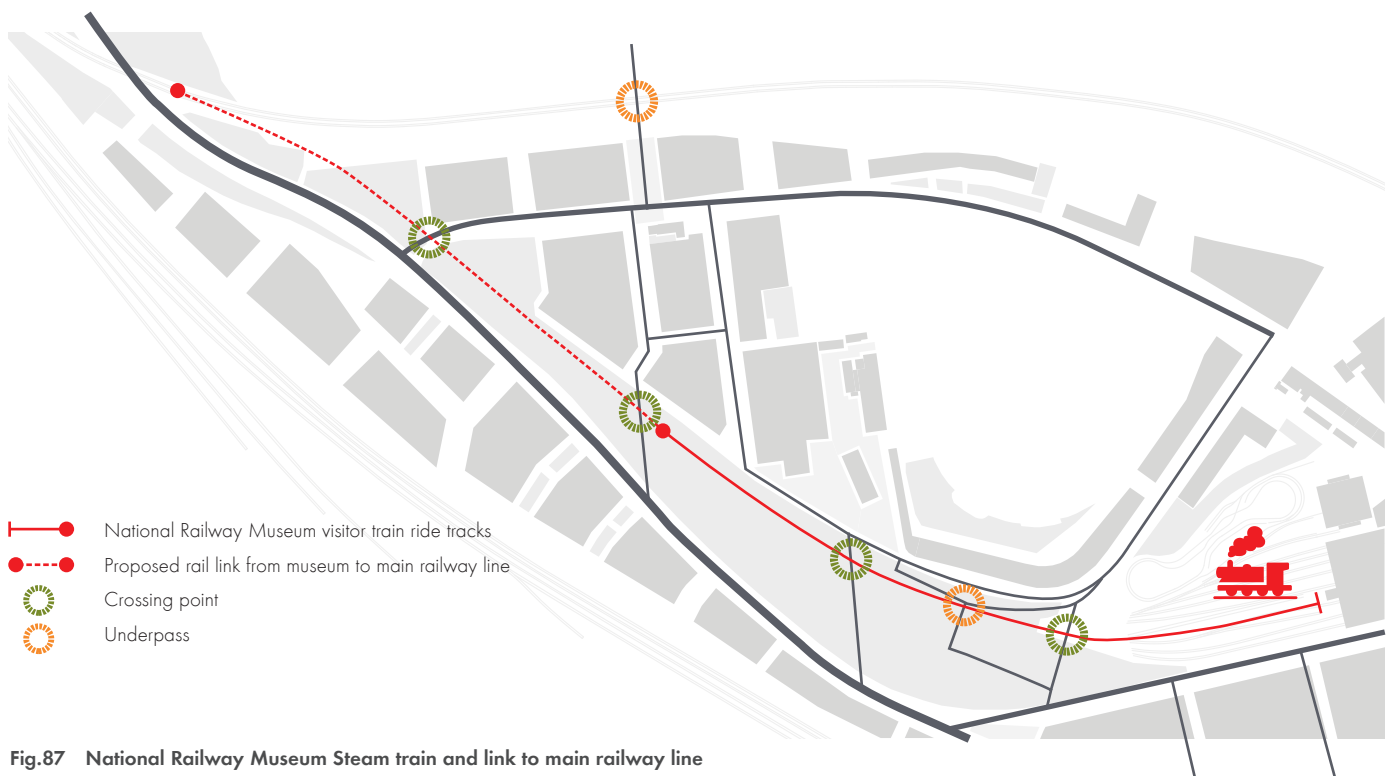 National Railway Museum visitor train ride tracks
Proposed rail link from museum to main railway line
Crossing point
Underpass
Fig.87 National Railway Museum Steam train and link to main railway line